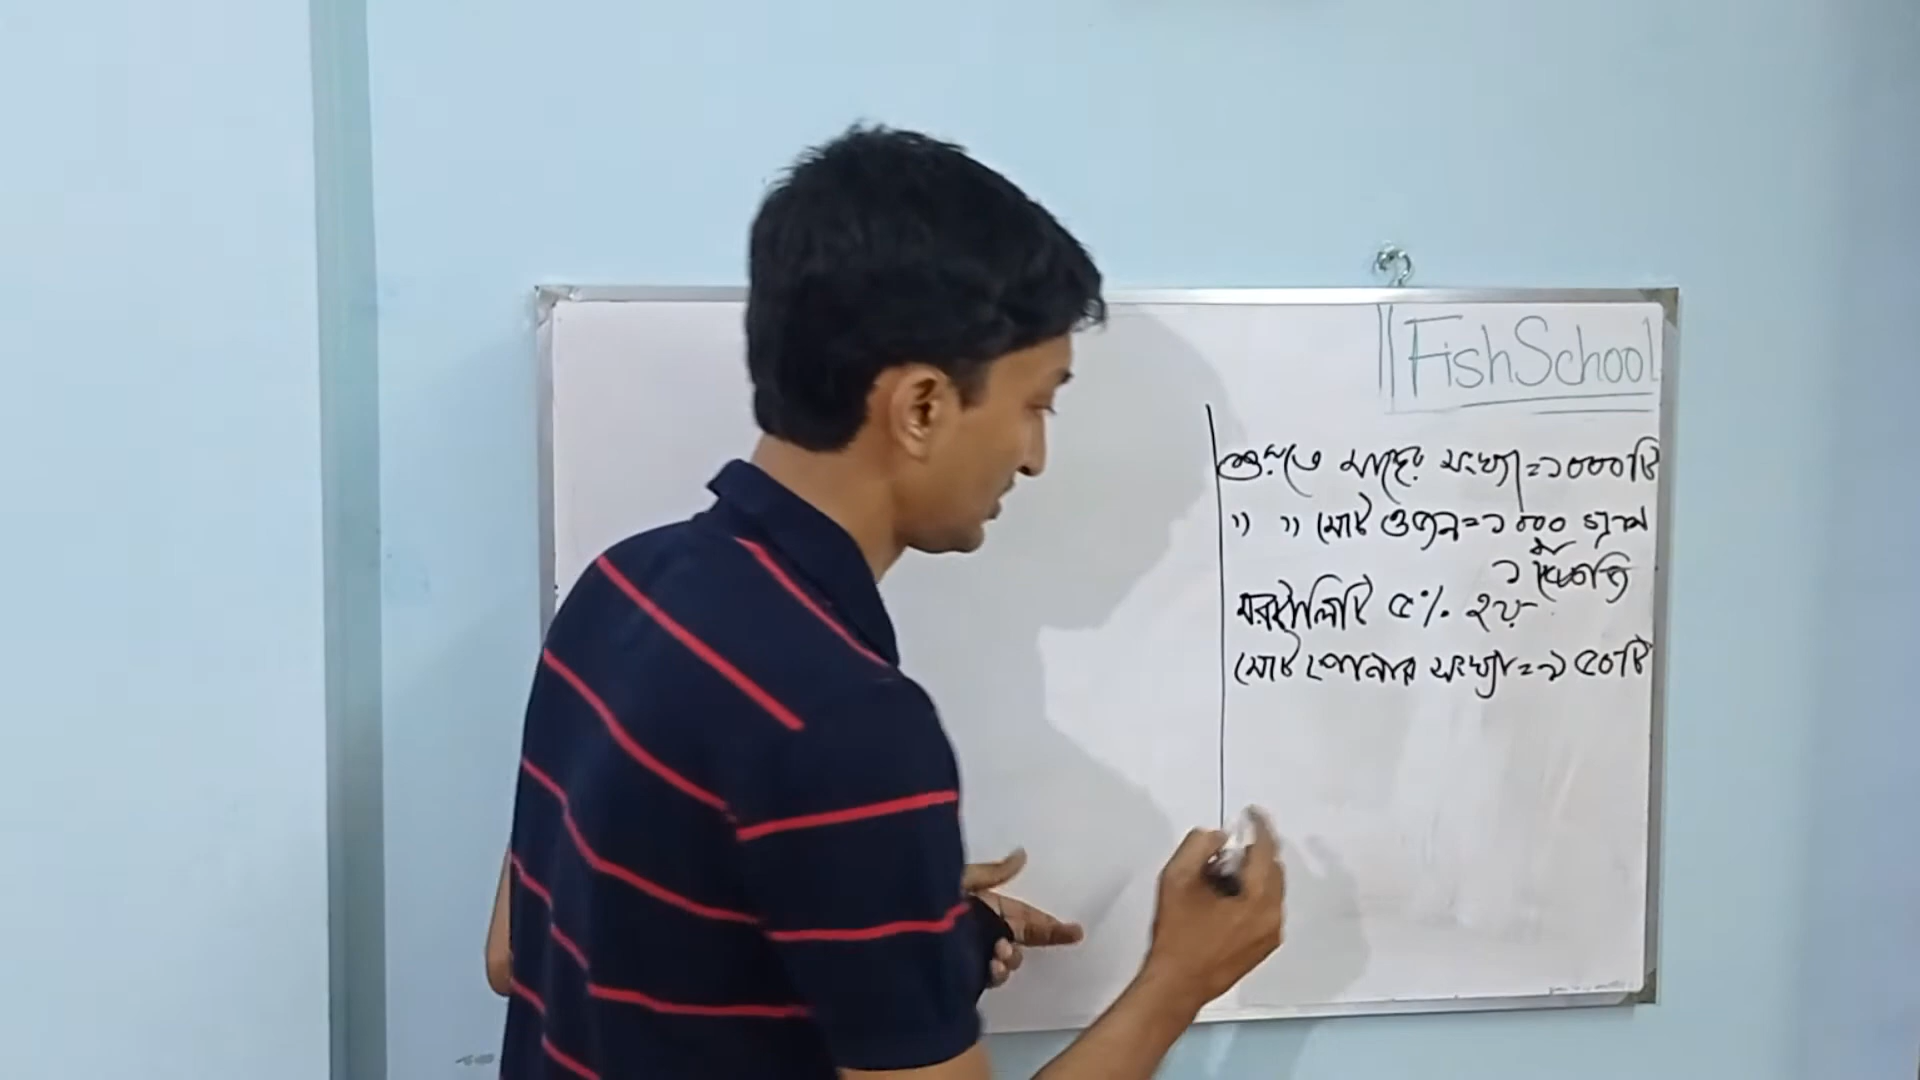 FishSchool
শুরুতে মাছের সংখ্যা = ১০০০টি
" " মোট ওজন = ১০০০ গ্রাম
১ কেজি
মরটালিটি ৫% হয়
মোট পোনার সংখ্যা = ৯৫০টি